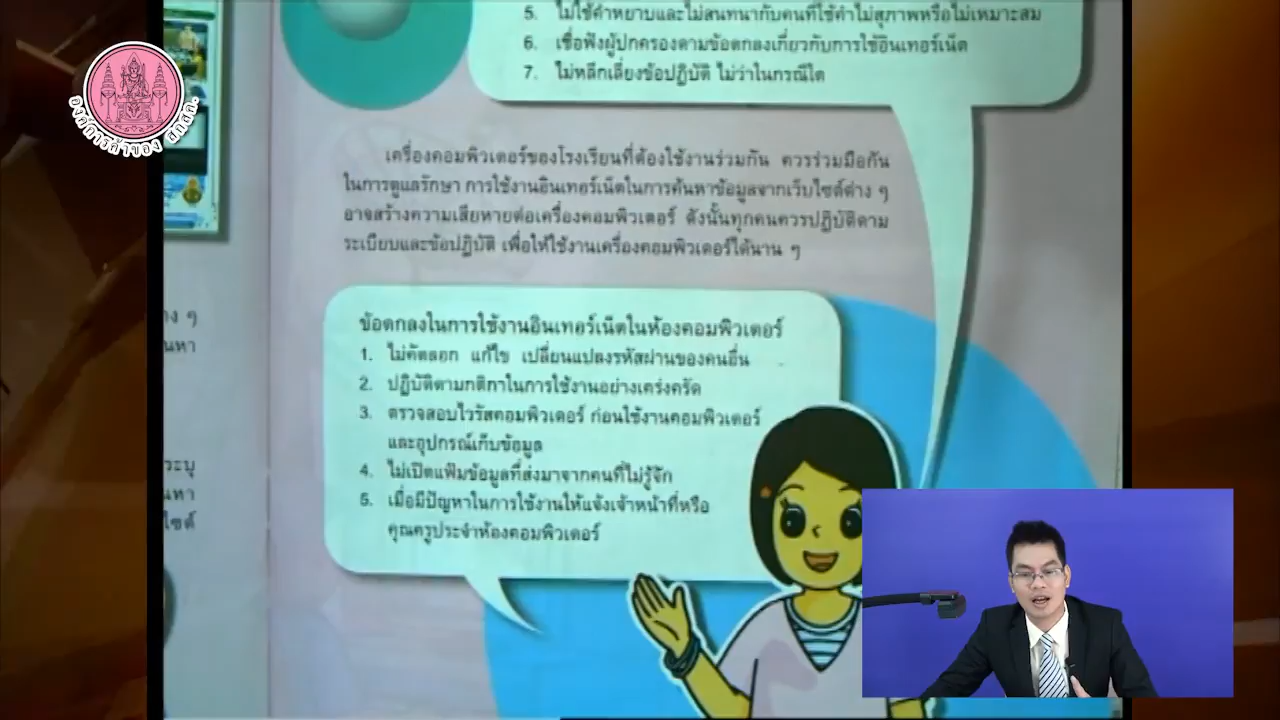 5. ไม่ใช้คำหยาบและไม่สนทนากับคนที่ใช้คำไม่สุภาพหรือไม่เหมาะสม
6. เชื่อฟังผู้ปกครองตามข้อตกลงเกี่ยวกับการใช้อินเทอร์เน็ต
7. ไม่หลีกเลี่ยงข้อปฏิบัติ ไม่ว่าในกรณีใด
องค์การค้าของ สกสค.
เครื่องคอมพิวเตอร์ของโรงเรียนที่ต้องใช้งานร่วมกัน ควรร่วมมือกัน
ในการดูแลรักษา การใช้งานอินเทอร์เน็ตในการค้นหาข้อมูลจากเว็บไซต์ต่าง ๆ
อาจสร้างความเสียหายต่อเครื่องคอมพิวเตอร์ ดังนั้นทุกคนควรปฏิบัติตาม
ระเบียบและข้อปฏิบัติ เพื่อให้ใช้งานเครื่องคอมพิวเตอร์ได้นาน ๆ
ข้อตกลงในการใช้งานอินเทอร์เน็ตในห้องคอมพิวเตอร์
1. ไม่คัดลอก แก้ไข เปลี่ยนแปลงรหัสผ่านของคนอื่น
2. ปฏิบัติตามกติกาในการใช้งานอย่างเคร่งครัด
3. ตรวจสอบไวรัสคอมพิวเตอร์ ก่อนใช้งานคอมพิวเตอร์
และอุปกรณ์เก็บข้อมูล
4. ไม่เปิดแฟ้มข้อมูลที่ส่งมาจากคนที่ไม่รู้จัก
5. เมื่อมีปัญหาในการใช้งานให้แจ้งเจ้าหน้าที่หรือ
คุณครูประจำห้องคอมพิวเตอร์